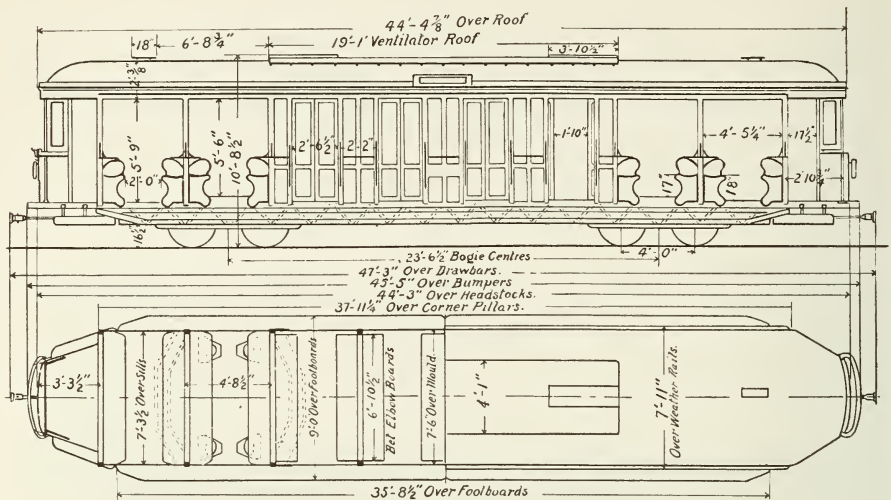 44'-4⅞" Over Roof
18" 6'-8¾" 19'-1" Ventilator Roof 3'-10½"
2'-3⅜"
5'-9" 5'-6" 10'-8½" 2'-6½" 2'-2" 1'-10" 4'-5¼" 17½"
2'-0" 17" 18" 2'-10¾"
16½"
23'-6½" Bogie Centres 4'-0"
47'-3" Over Drawbars.
45'-5" Over Bumpers
44'-3" Over Headstocks.
37'-11¼" Over Corner Pillars.
3'-3½" 7'-3½" Over Sills 4'-8½" 9'-0" Over Footboards 6'-10½" Bet Elbow Boards 7'-6" Over Mould. 4'-1" 7'-11" Over Weather Rails.
35'-8½" Over Footboards